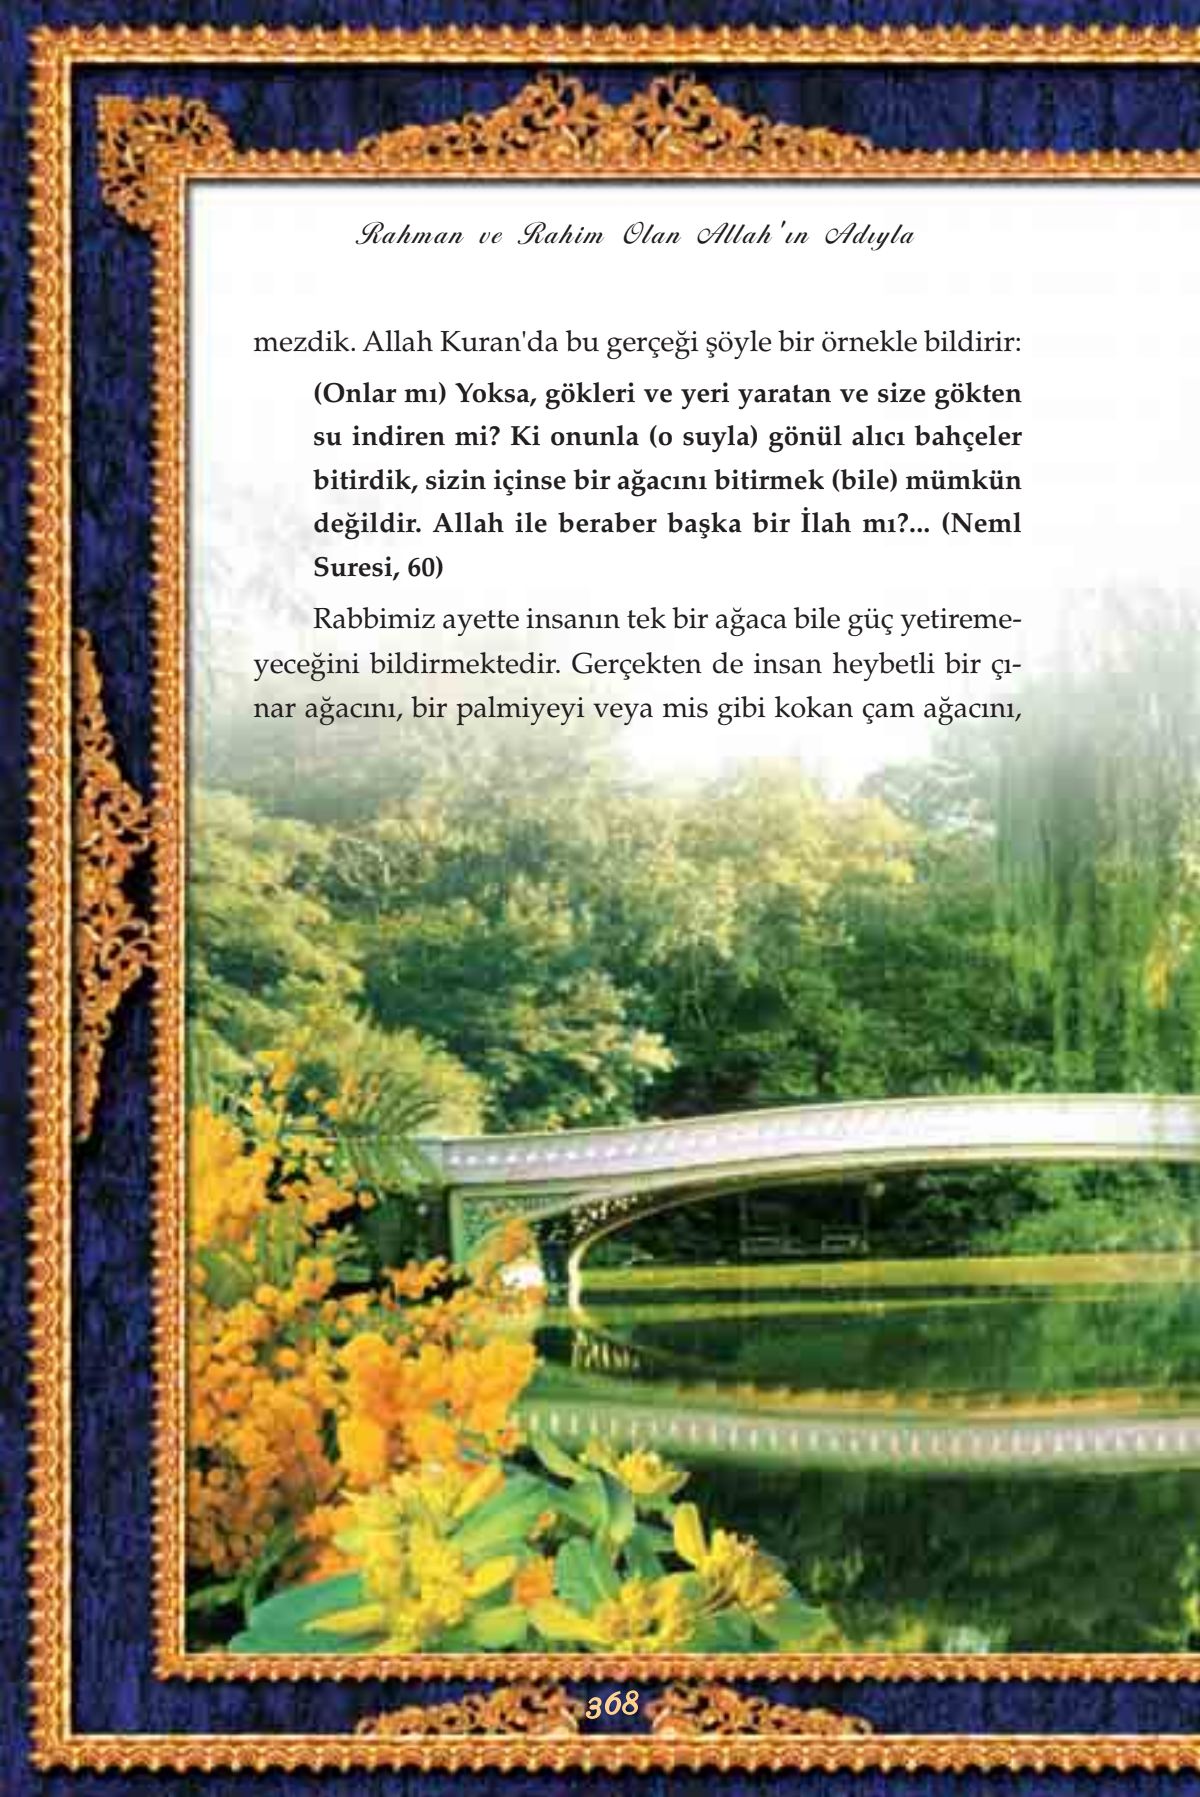 Rahman ve Rahim Olan Allah'ın Adıyla
mezdik. Allah Kuran'da bu gerçeği şöyle bir örnekle bildirir:
(Onlar mı) Yoksa, gökleri ve yeri yaratan ve size gökten
su indiren mi? Ki onunla (o suyla) gönül alıcı bahçeler
bitirdik, sizin içinse bir ağacını bitirmek (bile) mümkün
değildir. Allah ile beraber başka bir İlah mı?... (Neml
Suresi, 60)
Rabbimiz ayette insanın tek bir ağaca bile güç yetireme-
yeceğini bildirmektedir. Gerçekten de insan heybetli bir çı-
nar ağacını, bir palmiyeyi veya mis gibi kokan çam ağacını,
368